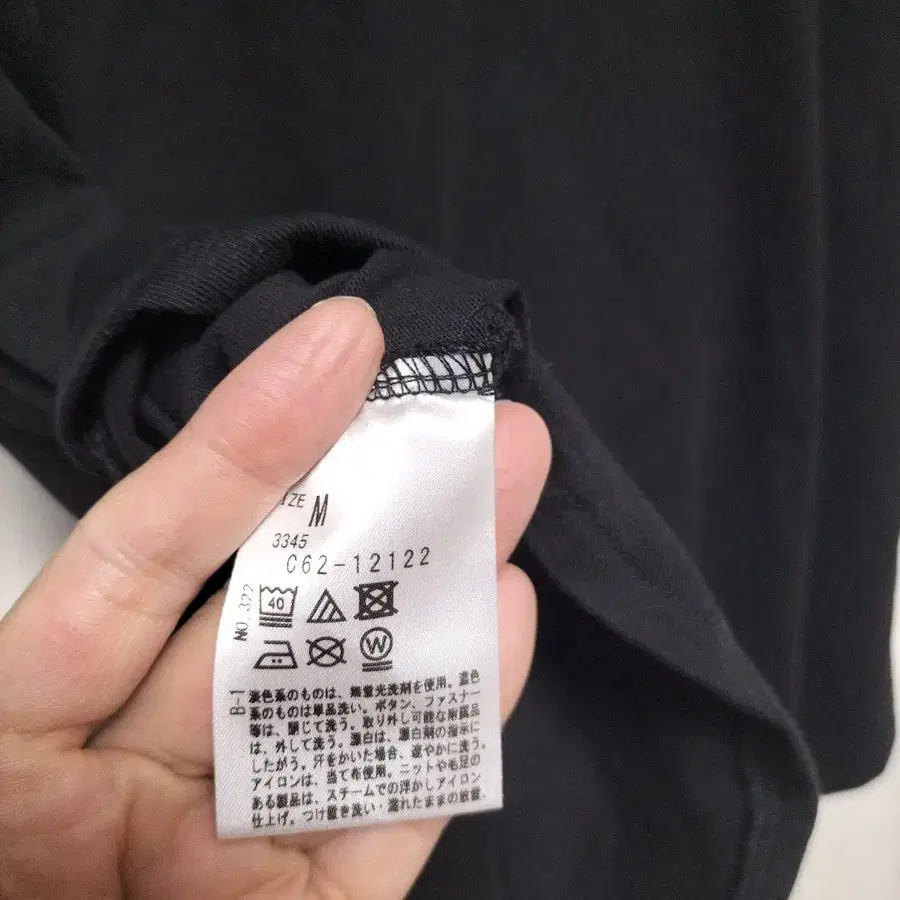 IZE M
3345
C62-12122
NO.322
40
W
B-1
淡色系のものは、無蛍光洗剤を使用。濃色
系のものは単品洗い。ボタン、ファスナー
等は、閉じて洗う。取り外し可能な附属品
は、外して洗う。漂白は、漂白剤の指示に
したがう。汗をかいた場合、速やかに洗う。
アイロンは、当て布使用。ニットや毛足の
ある製品は、スチームでの浮かしアイロン
仕上げ。つけ置き洗い・濡れたままの放置、